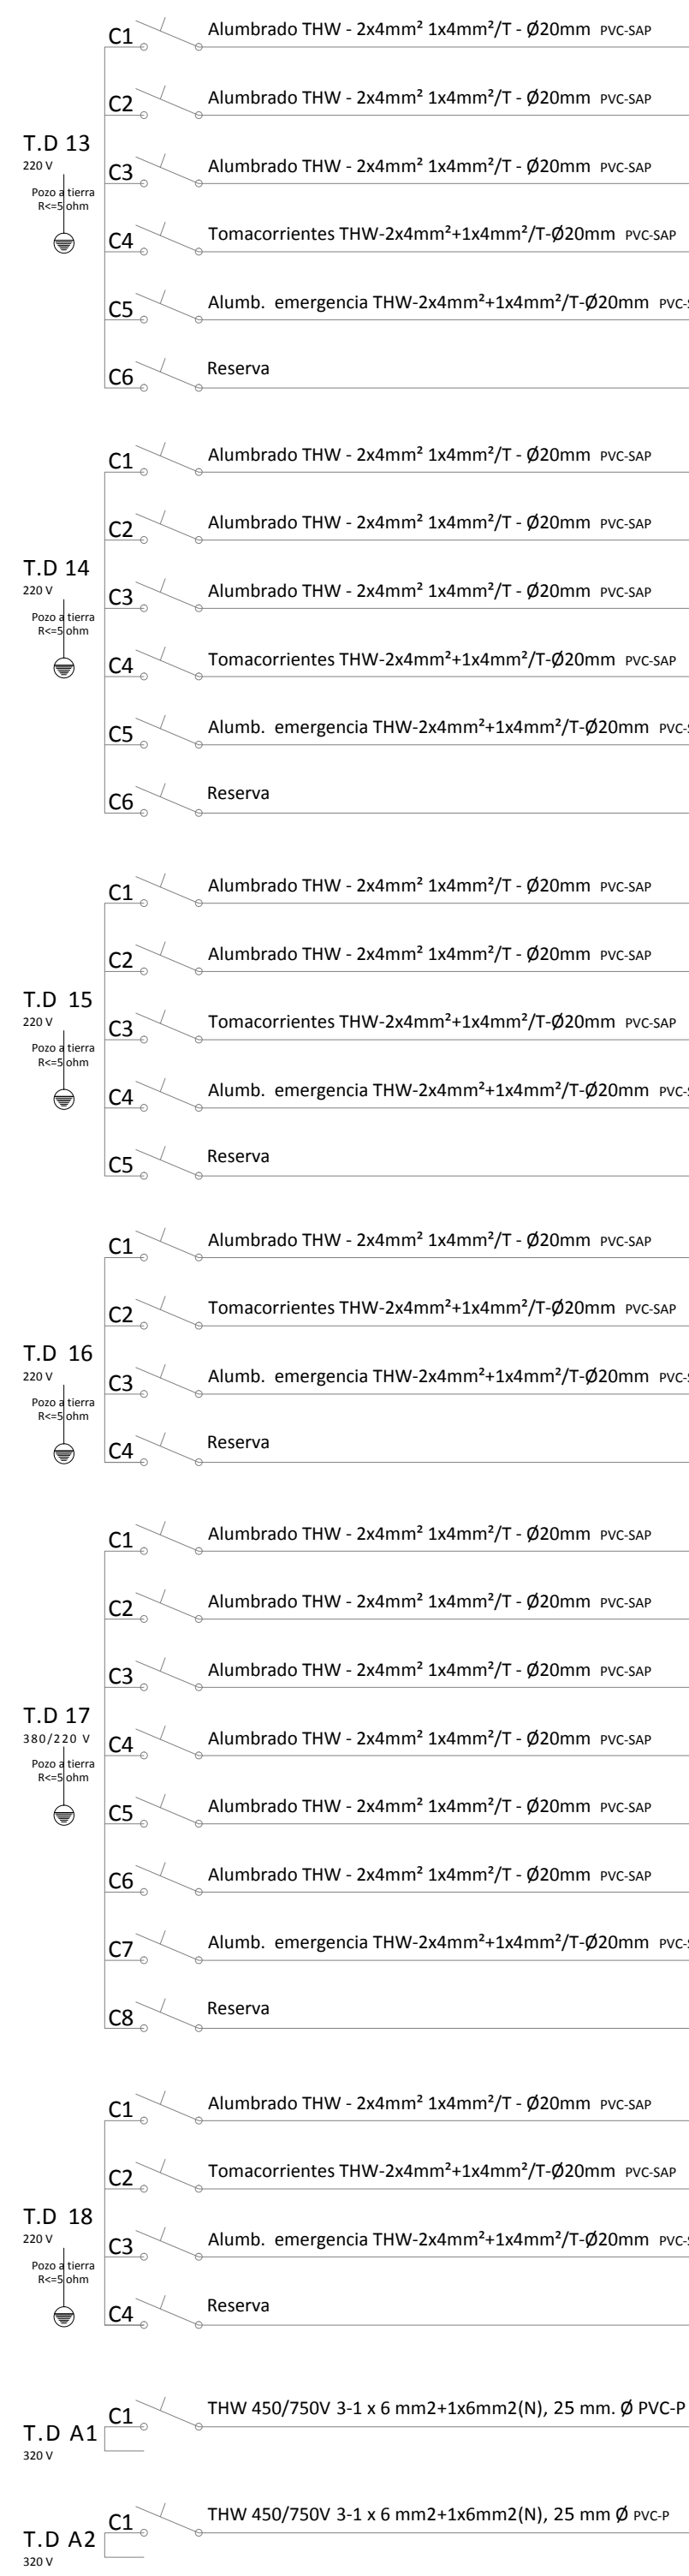 C1 Alumbrado THW - 2x4mm² 1x4mm²/T - Ø20mm PVC-SAP
C2 Alumbrado THW - 2x4mm² 1x4mm²/T - Ø20mm PVC-SAP
T.D 13
220 V
C3 Alumbrado THW - 2x4mm² 1x4mm²/T - Ø20mm PVC-SAP
Pozo a tierra
R<=5 ohm
C4 Tomacorrientes THW-2x4mm²+1x4mm²/T-Ø20mm PVC-SAP
C5 Alumb. emergencia THW-2x4mm²+1x4mm²/T-Ø20mm
C6 Reserva
C1 Alumbrado THW - 2x4mm² 1x4mm²/T - Ø20mm PVC-SAP
C2 Alumbrado THW - 2x4mm² 1x4mm²/T - Ø20mm PVC-SAP
T.D 14
220 V
C3 Alumbrado THW - 2x4mm² 1x4mm²/T - Ø20mm PVC-SAP
Pozo a tierra
R<=5 ohm
C4 Tomacorrientes THW-2x4mm²+1x4mm²/T-Ø20mm PVC-SAP
C5 Alumb. emergencia THW-2x4mm²+1x4mm²/T-Ø20mm
C6 Reserva
C1 Alumbrado THW - 2x4mm² 1x4mm²/T - Ø20mm PVC-SAP
C2 Alumbrado THW - 2x4mm² 1x4mm²/T - Ø20mm PVC-SAP
T.D 15
220 V
C3 Tomacorrientes THW-2x4mm²+1x4mm²/T-Ø20mm PVC-SAP
Pozo a tierra
R<=5 ohm
C4 Alumb. emergencia THW-2x4mm²+1x4mm²/T-Ø20mm
C5 Reserva
C1 Alumbrado THW - 2x4mm² 1x4mm²/T - Ø20mm PVC-SAP
C2 Tomacorrientes THW-2x4mm²+1x4mm²/T-Ø20mm PVC-SAP
T.D 16
220 V
C3 Alumb. emergencia THW-2x4mm²+1x4mm²/T-Ø20mm
Pozo a tierra
R<=5 ohm
C4 Reserva
C1 Alumbrado THW - 2x4mm² 1x4mm²/T - Ø20mm PVC-SAP
C2 Alumbrado THW - 2x4mm² 1x4mm²/T - Ø20mm PVC-SAP
C3 Alumbrado THW - 2x4mm² 1x4mm²/T - Ø20mm PVC-SAP
T.D 17
380/220 V
C4 Alumbrado THW - 2x4mm² 1x4mm²/T - Ø20mm PVC-SAP
Pozo a tierra
R<=5 ohm
C5 Alumbrado THW - 2x4mm² 1x4mm²/T - Ø20mm PVC-SAP
C6 Alumbrado THW - 2x4mm² 1x4mm²/T - Ø20mm PVC-SAP
C7 Alumb. emergencia THW-2x4mm²+1x4mm²/T-Ø20mm
C8 Reserva
C1 Alumbrado THW - 2x4mm² 1x4mm²/T - Ø20mm PVC-SAP
C2 Tomacorrientes THW-2x4mm²+1x4mm²/T-Ø20mm PVC-SAP
T.D 18
220 V
C3 Alumb. emergencia THW-2x4mm²+1x4mm²/T-Ø20mm
Pozo a tierra
R<=5 ohm
C4 Reserva
C1 THW 450/750V 3-1 x 6 mm2+1x6mm2(N), 25 mm. Ø PVC-P
T.D A1
320 V
C1 THW 450/750V 3-1 x 6 mm2+1x6mm2(N), 25 mm Ø PVC-P
T.D A2
320 V